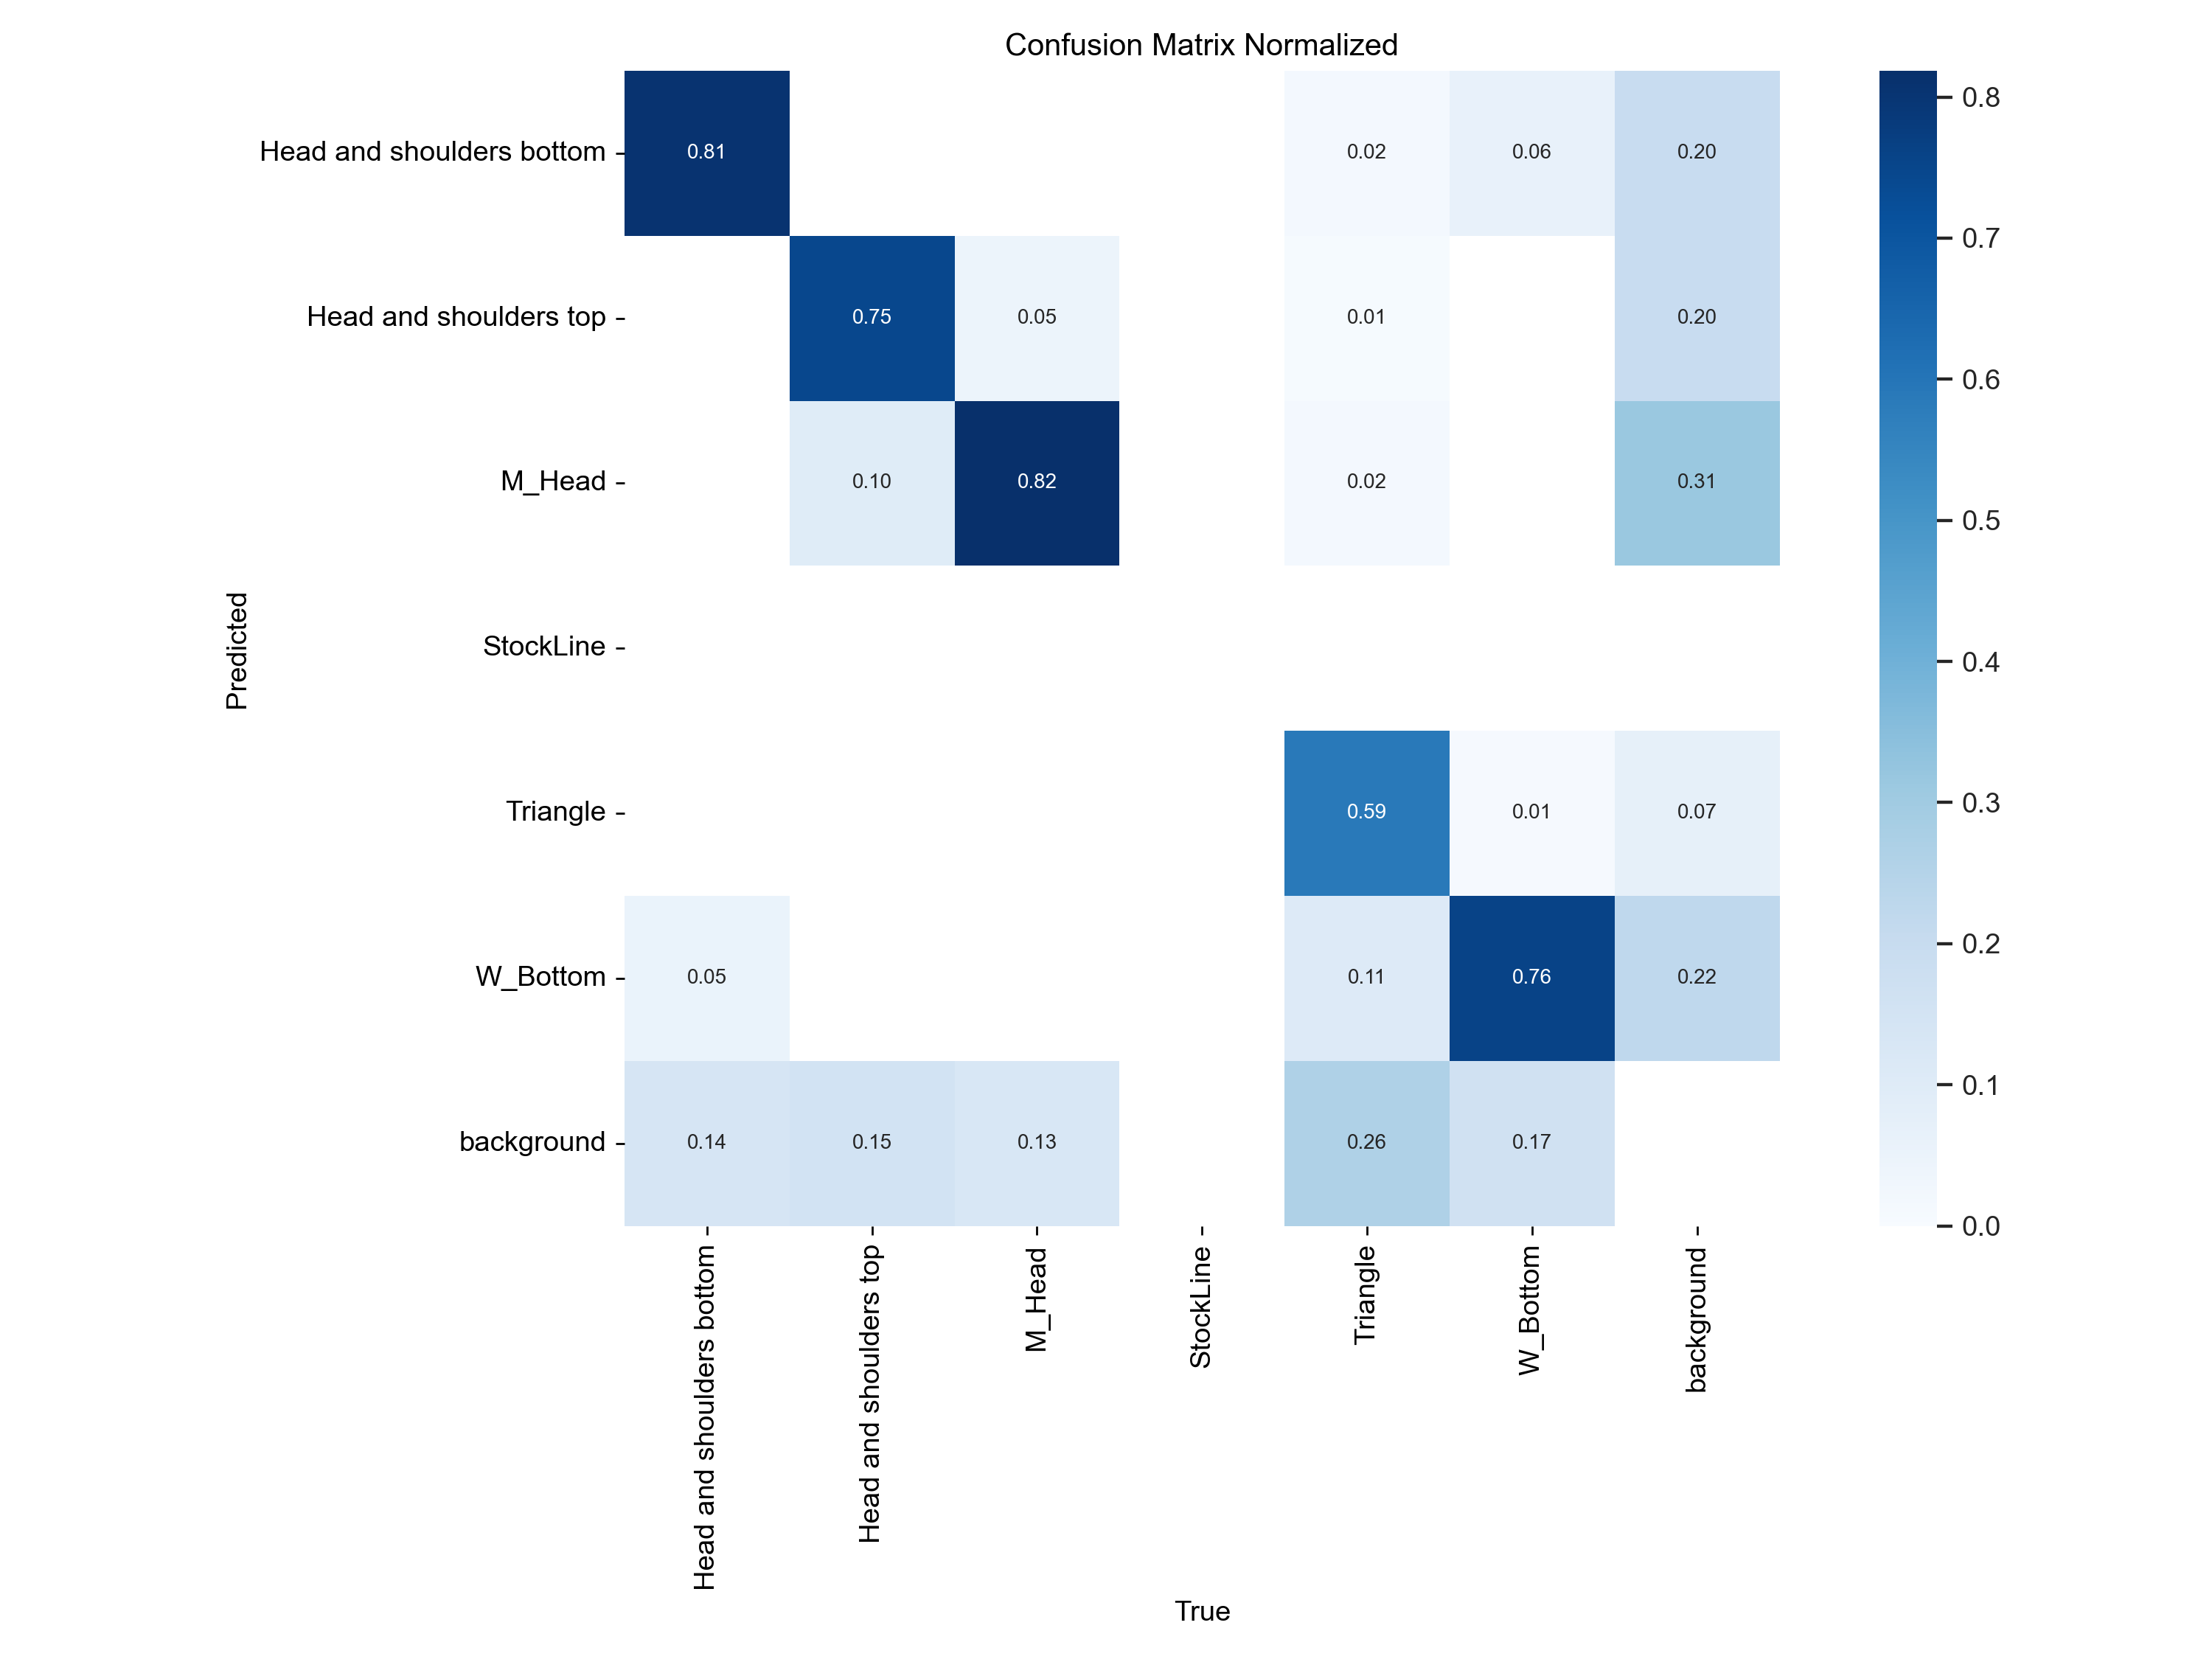 Confusion Matrix Normalized
Head and shoulders bottom
0.81
0.02
0.06
0.20
Head and shoulders top
0.75
0.05
0.01
0.20
M_Head
0.10
0.82
0.02
0.31
StockLine
Triangle
0.59
0.01
0.07
W_Bottom
0.05
0.11
0.76
0.22
background
0.14
0.15
0.13
0.26
0.17
Predicted
Head and shoulders bottom
Head and shoulders top
M_Head
StockLine
Triangle
W_Bottom
background
True
0.8
0.7
0.6
0.5
0.4
0.3
0.2
0.1
0.0